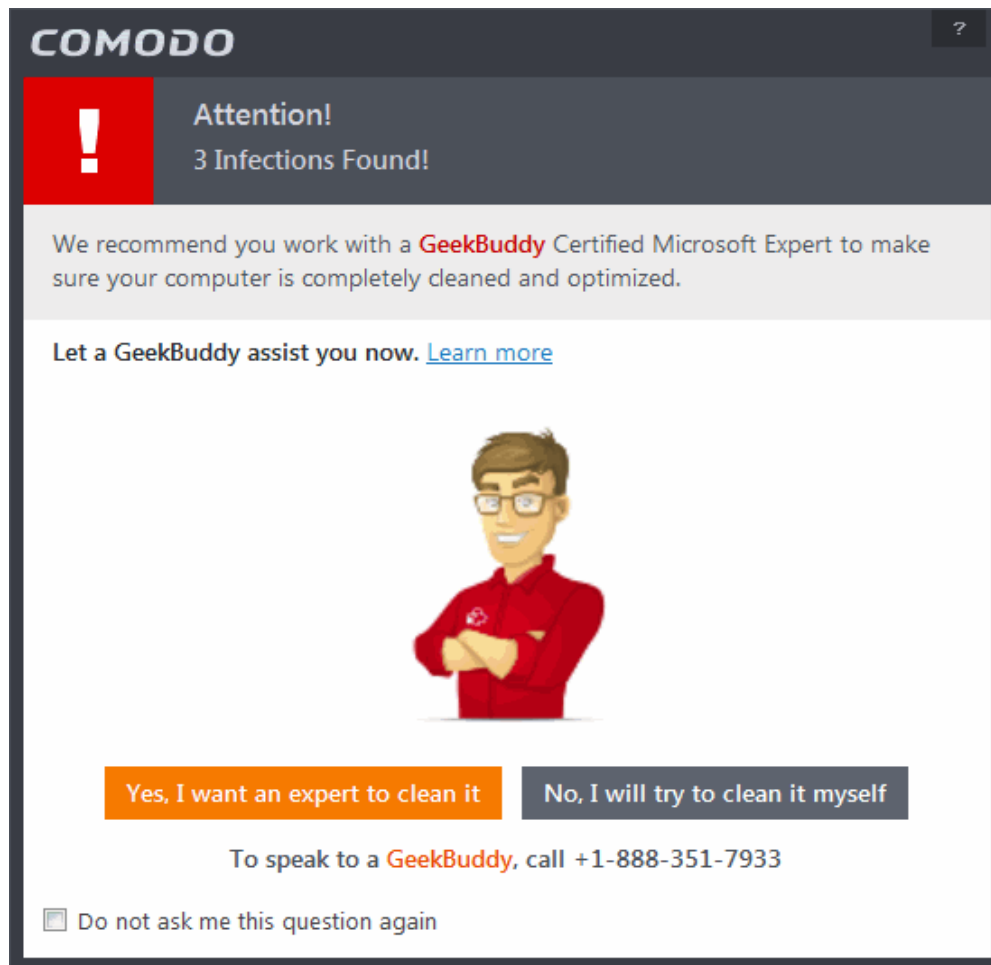 COMODO
?
!
Attention!
3 Infections Found!
We recommend you work with a GeekBuddy Certified Microsoft Expert to make
sure your computer is completely cleaned and optimized.
Let a GeekBuddy assist you now. Learn more
Yes, I want an expert to clean it
No, I will try to clean it myself
To speak to a GeekBuddy, call +1-888-351-7933
Do not ask me this question again